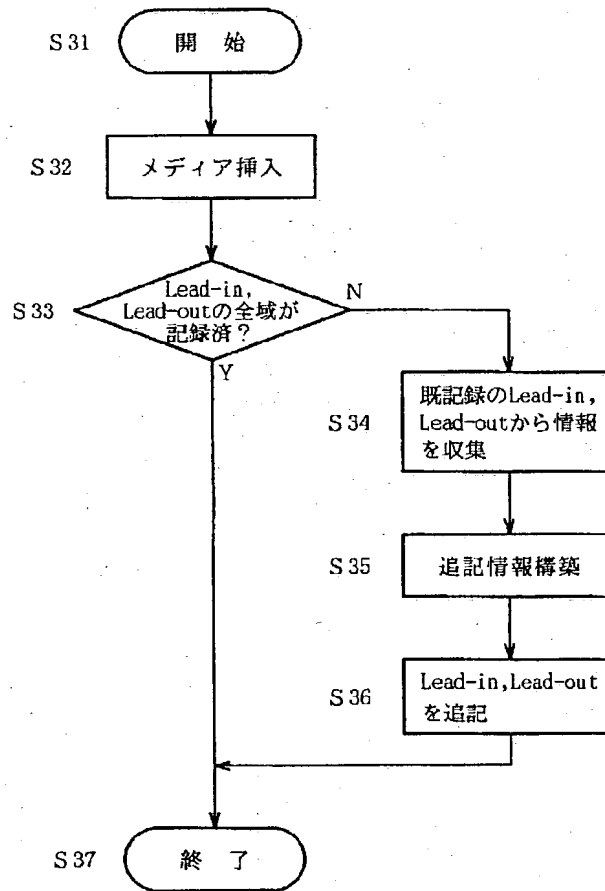 S31
開 始
S32
メディア挿入
S33
Lead-in,
Lead-outの全域が
記録済?
N
Y
S34
既記録のLead-in,
Lead-outから情報
を収集
S35
追記情報構築
S36
Lead-in,Lead-out
を追記
S37
終 了